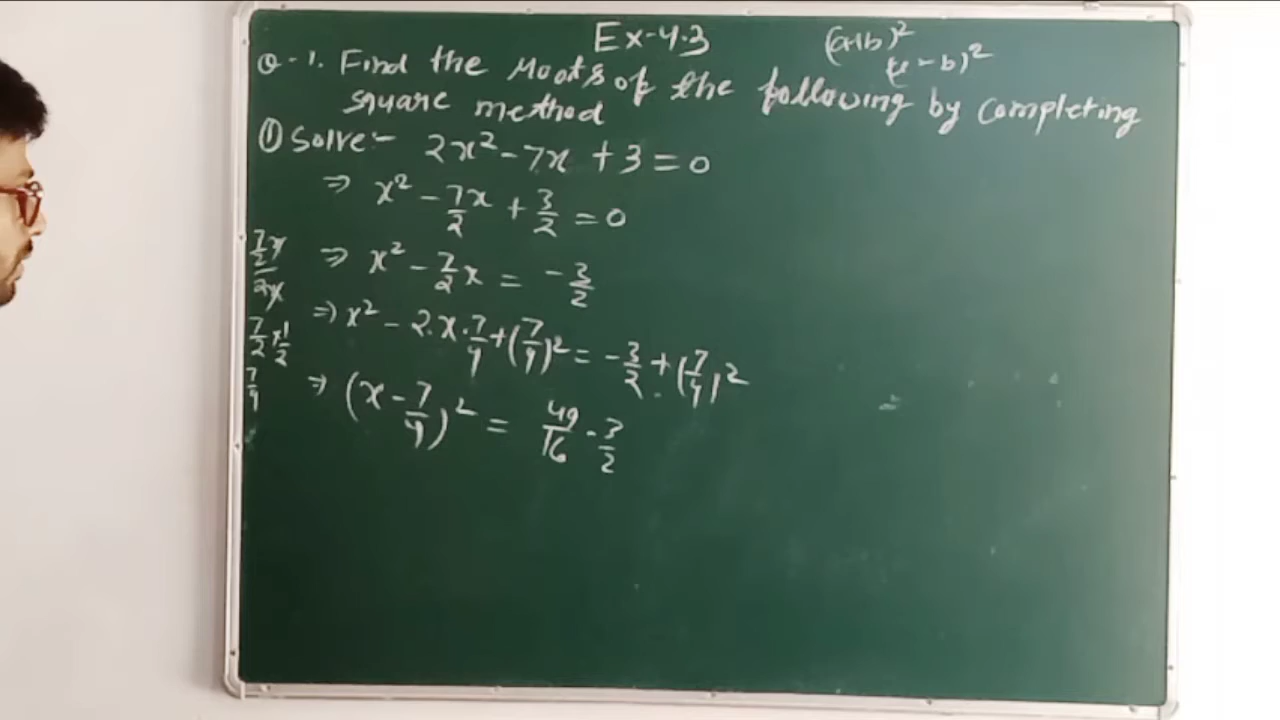 Ex-4.3
(a+b)²
(a-b)²
Q-1. Find the roots of the following by completing
square method
① Solve:- 2x² - 7x + 3 = 0
⇒ x² - 7/2 x + 3/2 = 0
⇒ x² - 7/2 x = -3/2
⇒ x² - 2.x.7/4 + (7/4)² = -3/2 + (7/4)²
⇒ (x - 7/4)² = 49/16 - 3/2
7/2 x / 2x
7/2 × 1/2
7/4